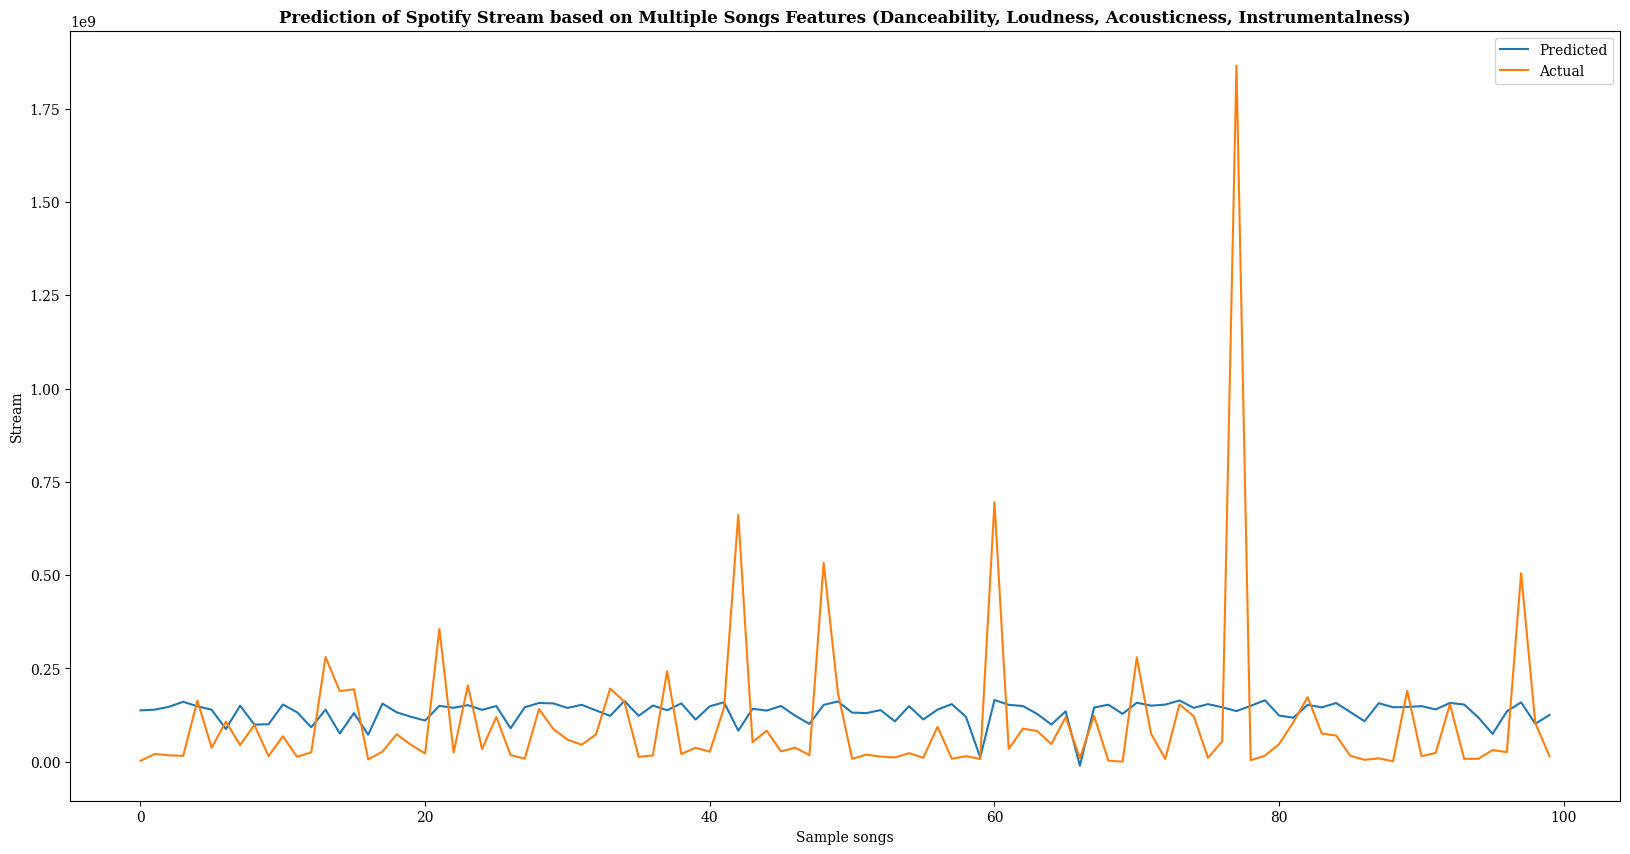 Prediction of Spotify Stream based on Multiple Songs Features (Danceability, Loudness, Acousticness, Instrumentalness)
1e9
Predicted
Actual
1.75
1.50
1.25
1.00
0.75
0.50
0.25
0.00
Stream
0 20 40 60 80 100
Sample songs